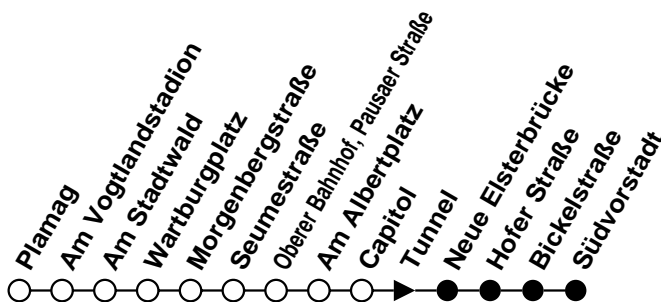 Plamag
Am Vogtlandstadion
Am Stadtwald
Wartburgplatz
Morgenbergstraße
Seumestraße
Oberer Bahnhof, Pausaer Straße
Am Albertplatz
Capitol
Tunnel
Neue Elsterbrücke
Hofer Straße
Bickelstraße
Südvorstadt